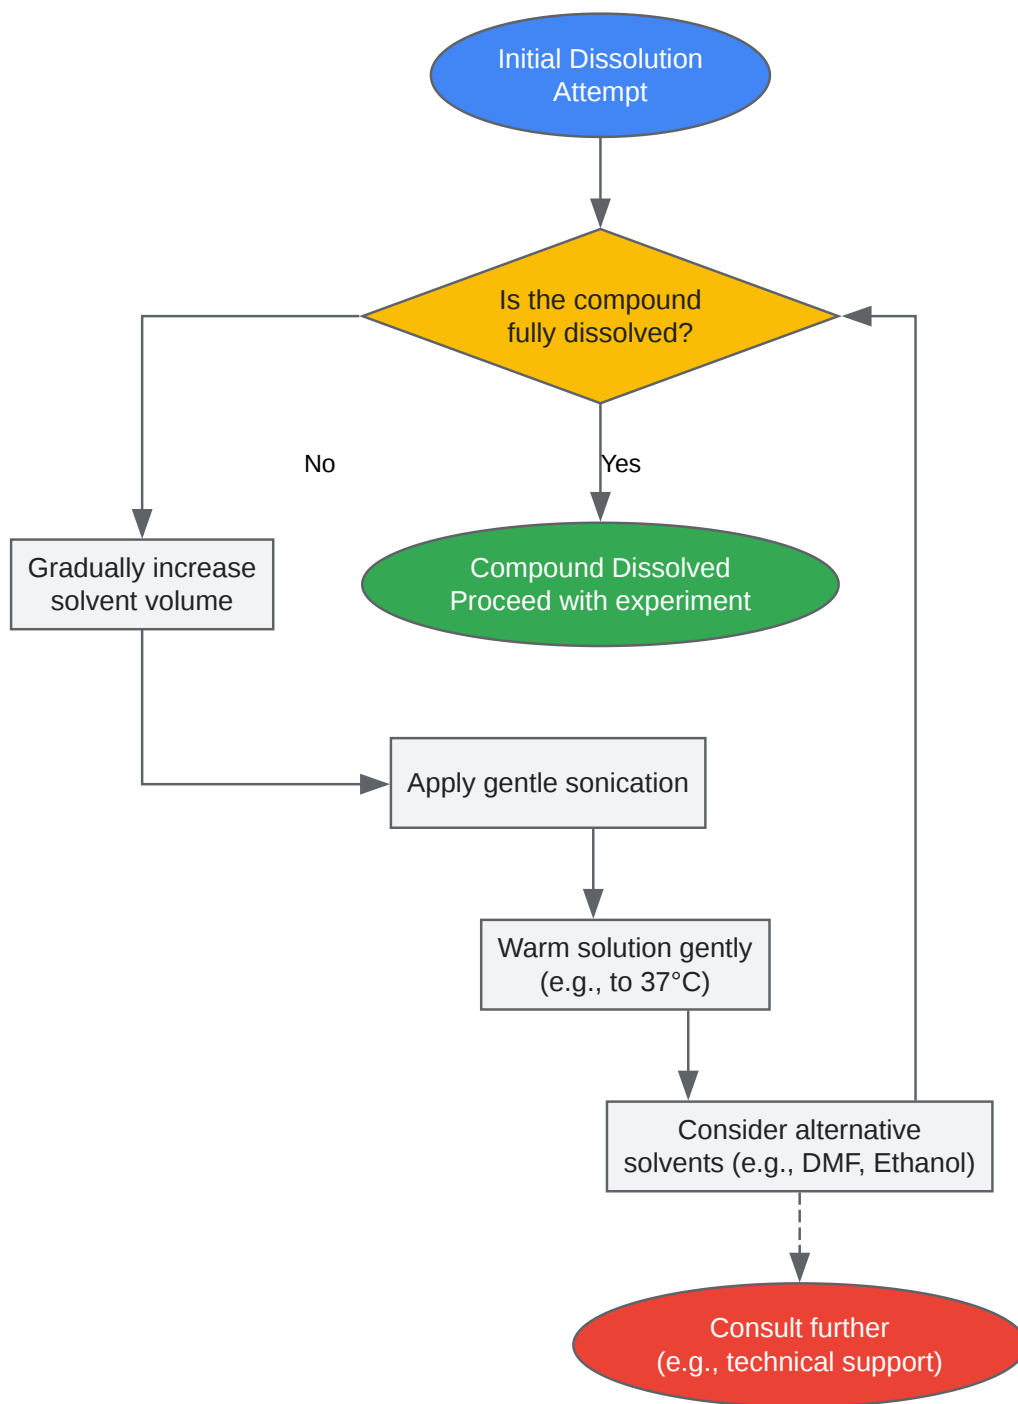 Initial Dissolution
Attempt
Is the compound
fully dissolved?
No
Yes
Gradually increase
solvent volume
Compound Dissolved
Proceed with experiment
Apply gentle sonication
Warm solution gently
(e.g., to 37°C)
Consider alternative
solvents (e.g., DMF, Ethanol)
Consult further
(e.g., technical support)